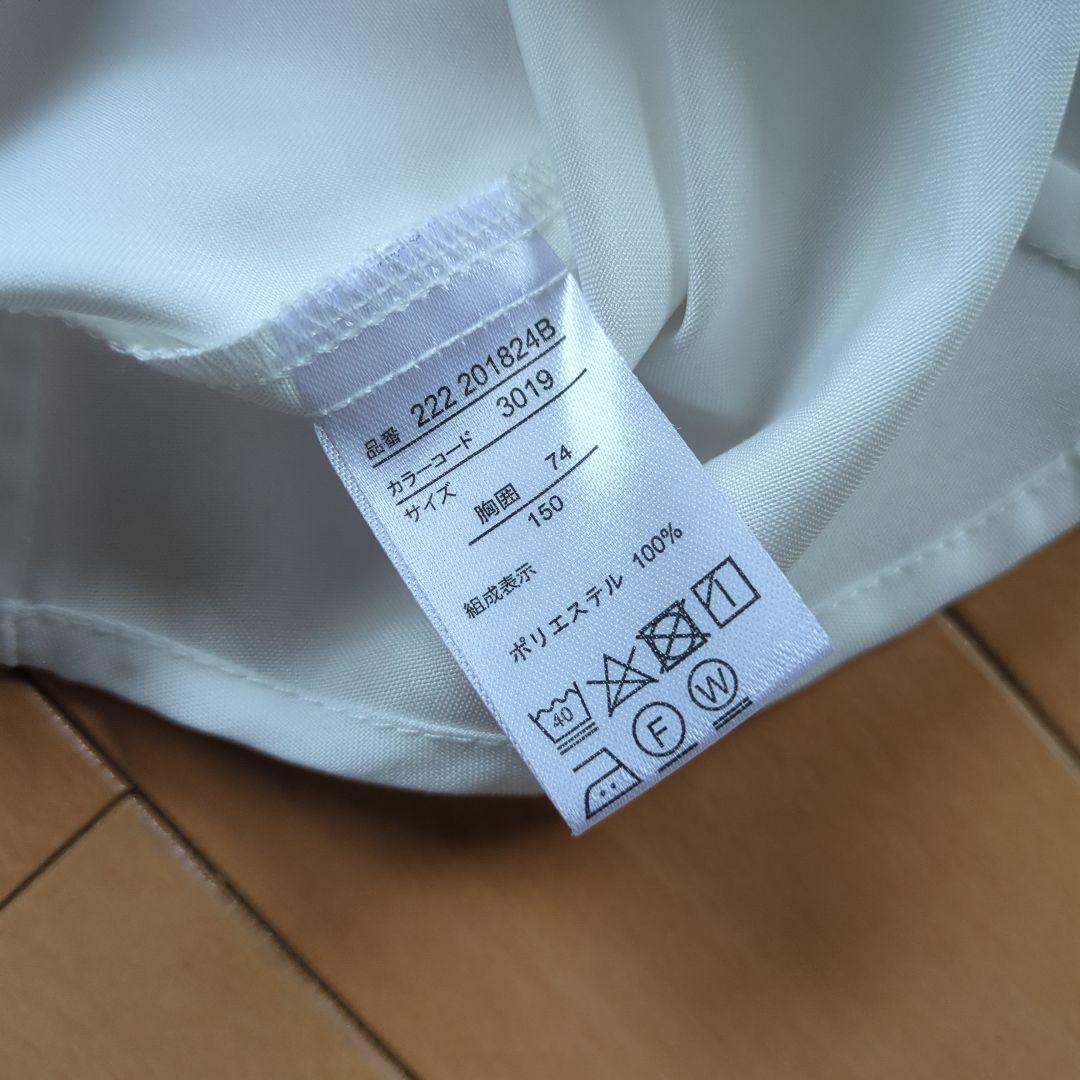 品番 222 201824B
カラーコード 3019
サイズ 胸囲 74
150
組成表示
ポリエステル 100%
40
F W